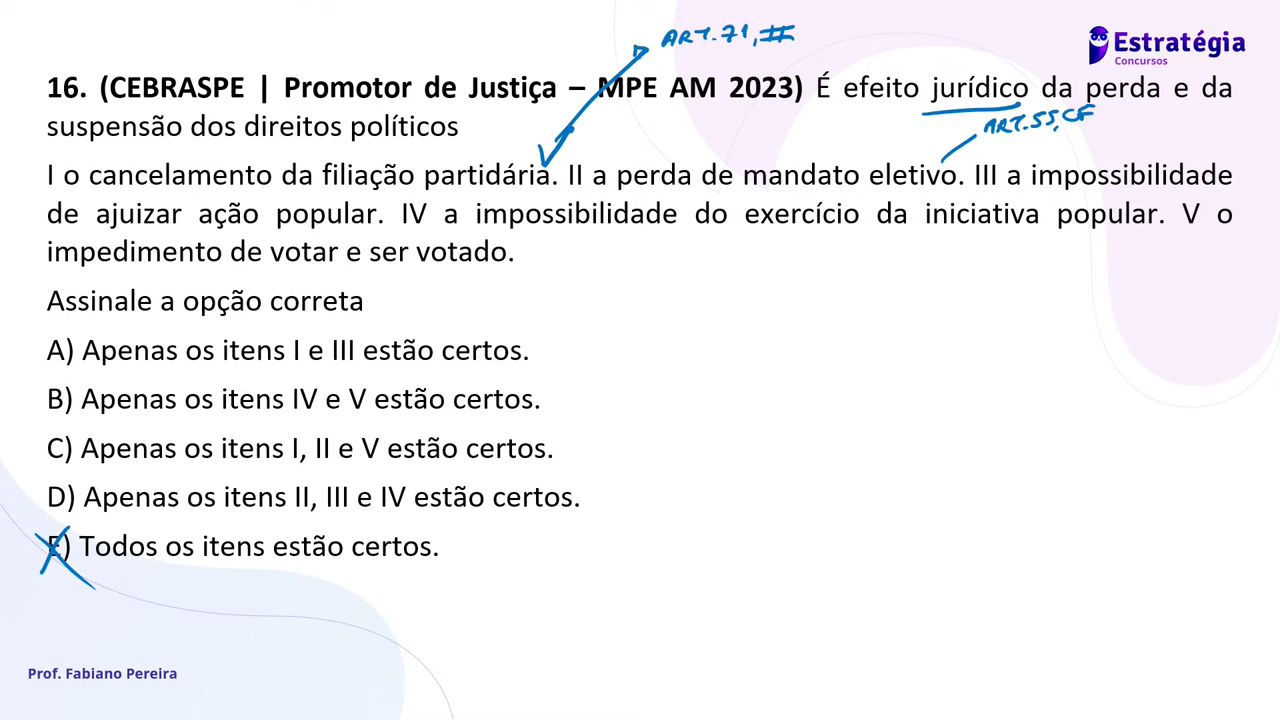 ART. 71, II
Estratégia
Concursos
16. (CEBRASPE | Promotor de Justiça – MPE AM 2023) É efeito jurídico da perda e da
suspensão dos direitos políticos
ART. 55, CF
I o cancelamento da filiação partidária. II a perda de mandato eletivo. III a impossibilidade
de ajuizar ação popular. IV a impossibilidade do exercício da iniciativa popular. V o
impedimento de votar e ser votado.
Assinale a opção correta
A) Apenas os itens I e III estão certos.
B) Apenas os itens IV e V estão certos.
C) Apenas os itens I, II e V estão certos.
D) Apenas os itens II, III e IV estão certos.
E) Todos os itens estão certos.
Prof. Fabiano Pereira